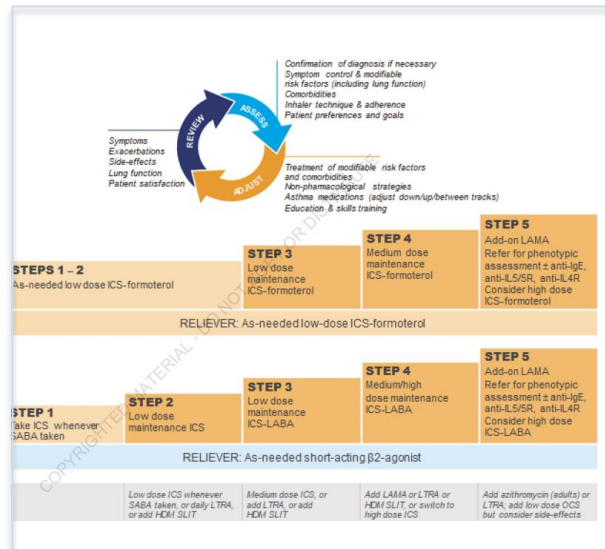 Confirmation of diagnosis if necessary
Symptom control & modifiable
risk factors (including lung function)
Comorbidities
Inhaler technique & adherence
Patient preferences and goals
REVIEW
ASSESS
ADJUST
Symptoms
Exacerbations
Side-effects
Lung function
Patient satisfaction
Treatment of modifiable risk factors
and comorbidities
Non-pharmacological strategies
Asthma medications (adjust down/up/between tracks)
Education & skills training
STEPS 1 – 2
As-needed low dose ICS-formoterol
STEP 3
Low dose
maintenance
ICS-formoterol
STEP 4
Medium dose
maintenance
ICS-formoterol
STEP 5
Add-on LAMA
Refer for phenotypic
assessment ± anti-IgE,
anti-IL5/5R, anti-IL4R
Consider high dose
ICS-formoterol
RELIEVER: As-needed low-dose ICS-formoterol
STEP 1
Take ICS whenever
SABA taken
STEP 2
Low dose
maintenance ICS
STEP 3
Low dose
maintenance
ICS-LABA
STEP 4
Medium/high
dose maintenance
ICS-LABA
STEP 5
Add-on LAMA
Refer for phenotypic
assessment ± anti-IgE,
anti-IL5/5R, anti-IL4R
Consider high dose
ICS-LABA
RELIEVER: As-needed short-acting β2-agonist
Low dose ICS whenever
SABA taken, or daily LTRA,
or add HDM SLIT
Medium dose ICS, or
add LTRA, or add
HDM SLIT
Add LAMA or LTRA or
HDM SLIT, or switch to
high dose ICS
Add azithromycin (adults) or
LTRA; add low dose OCS
but consider side-effects
COPYRIGHTED MATERIAL - DO NOT OR DIS